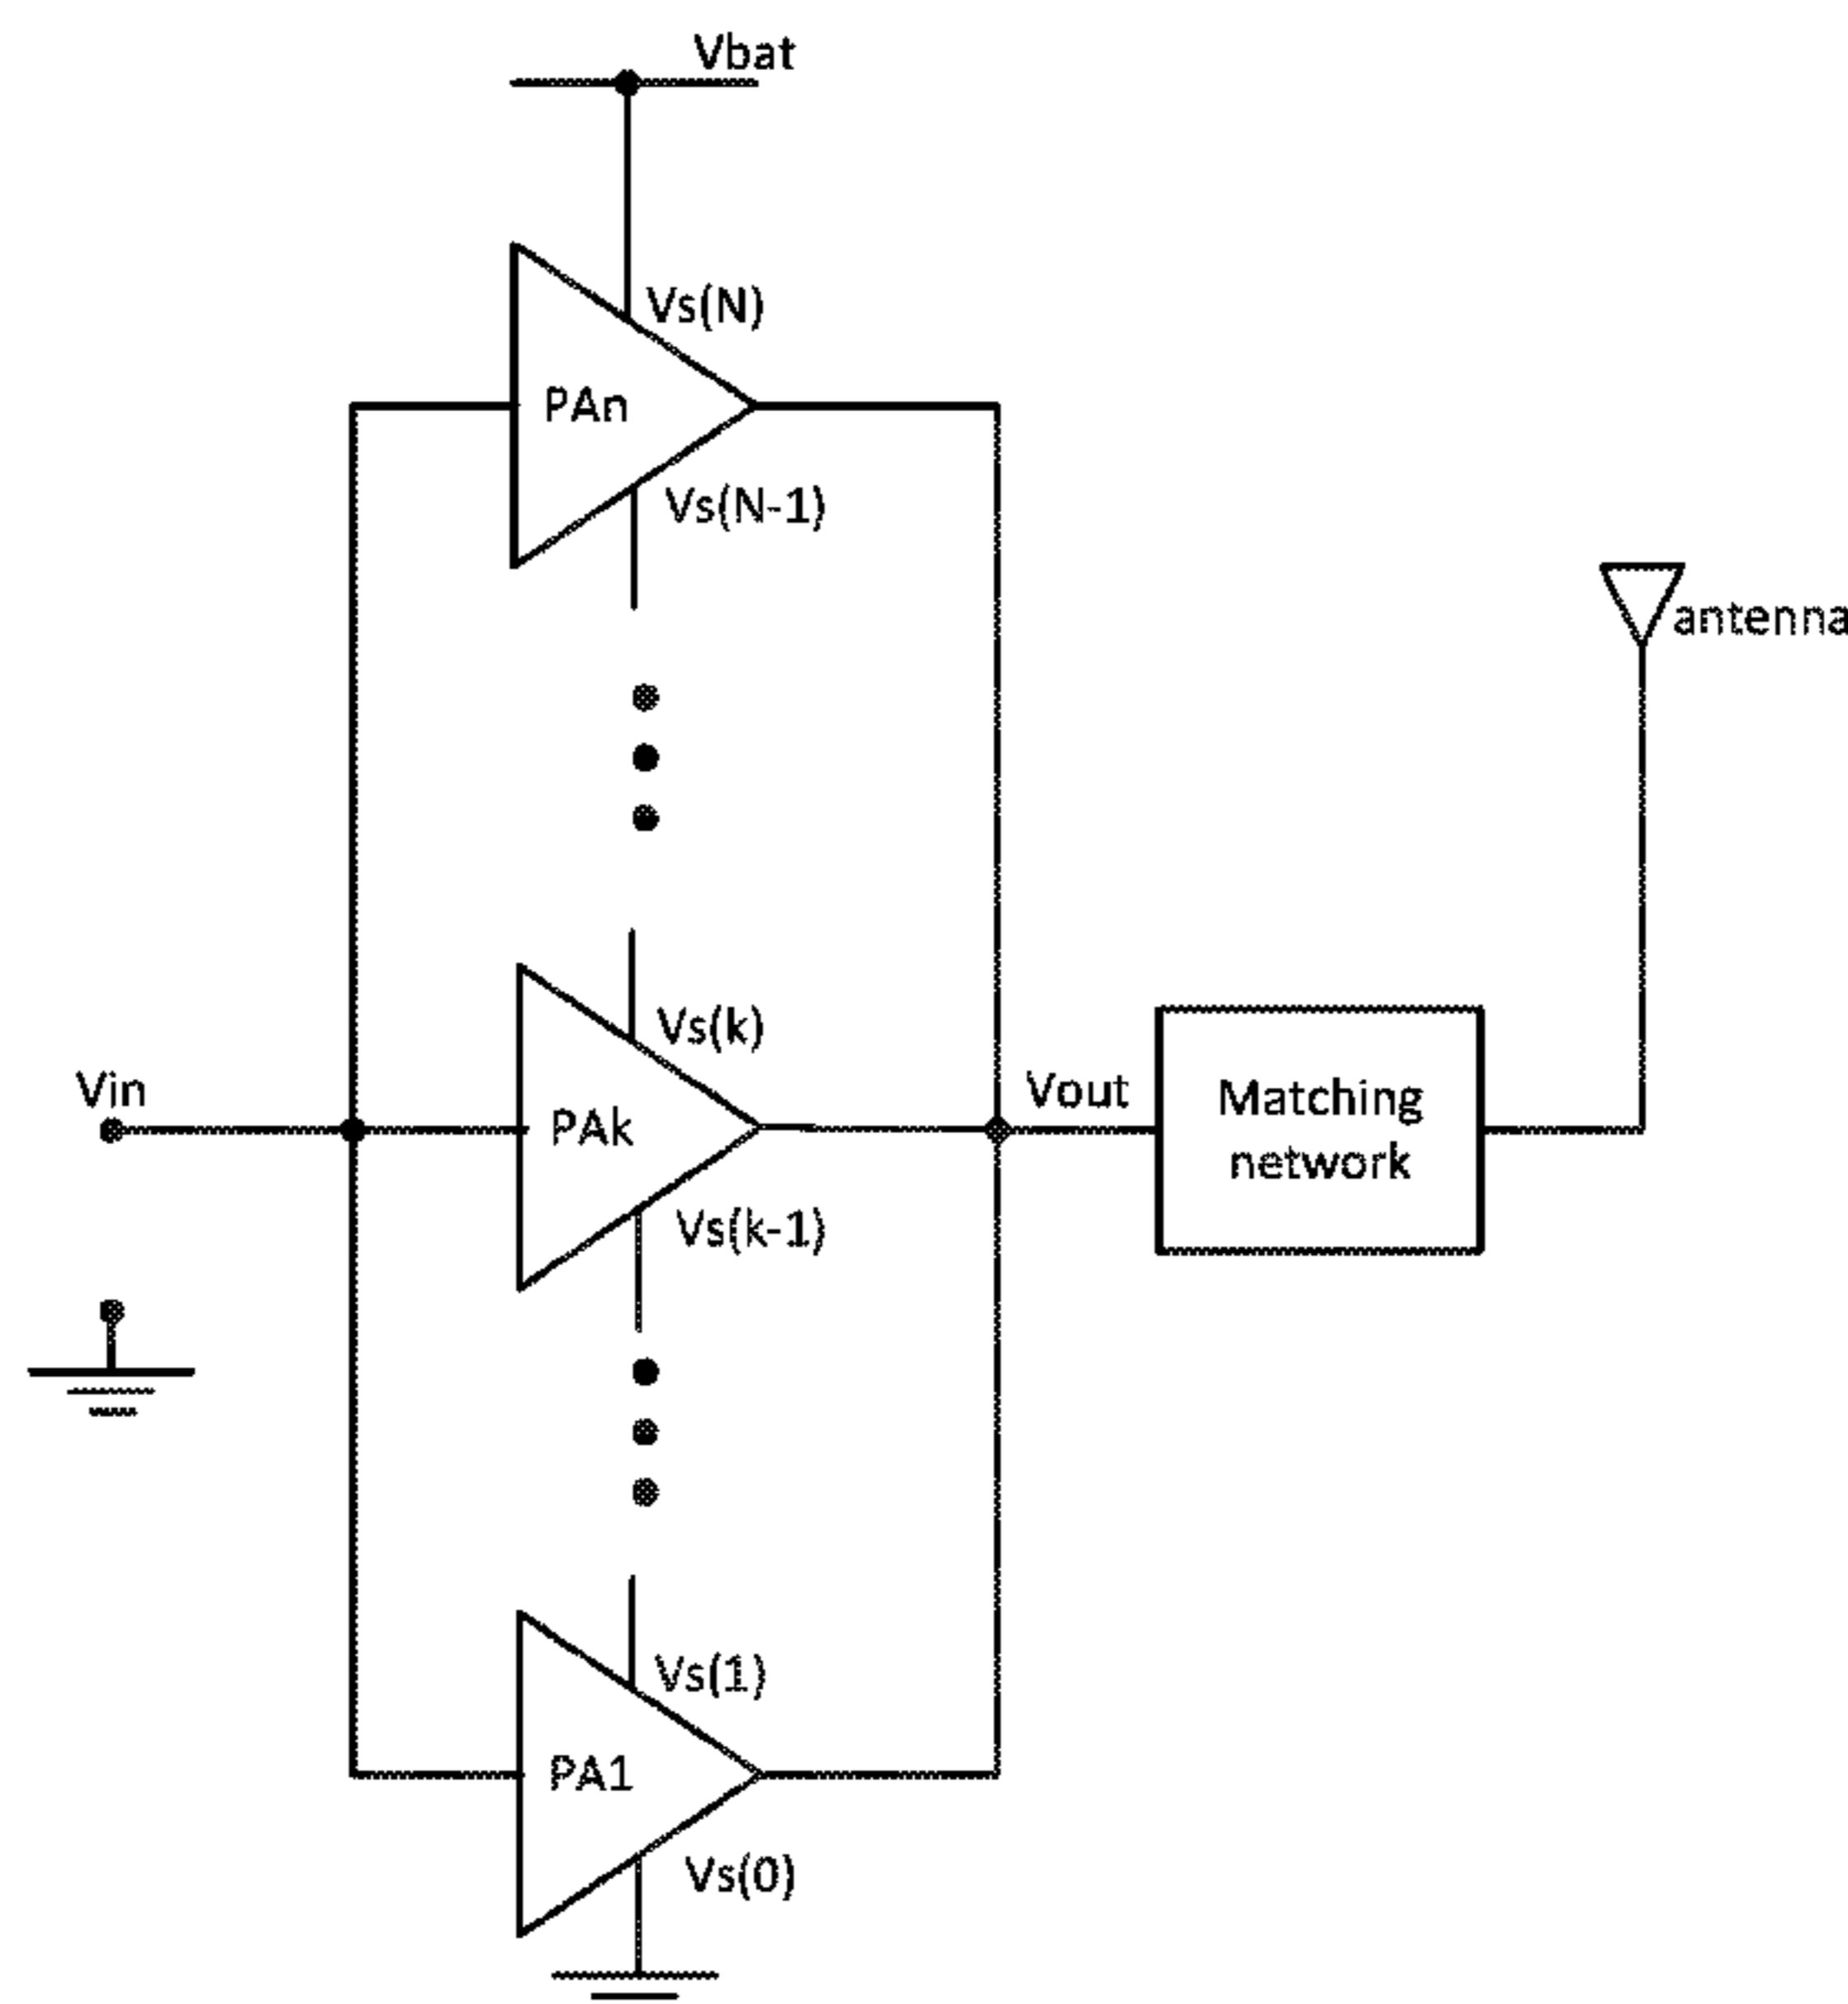 Vbat
Vs(N)
PAn
Vs(N-1)
antenna
Vs(k)
Vin
PAk
Vout
Matching
network
Vs(k-1)
Vs(1)
PA1
Vs(0)